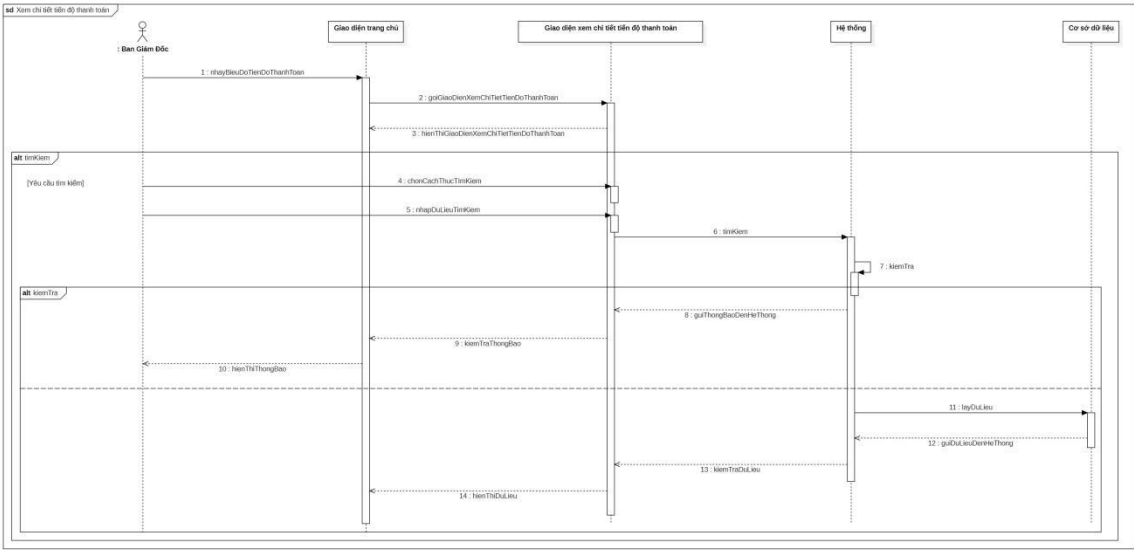 sd Xem chi tiết tiến độ thanh toán
: Ban Giám Đốc
Giao diện trang chủ
Giao diện xem chi tiết tiến độ thanh toán
Hệ thống
Cơ sở dữ liệu
1 : nhayBieuDoTienDoThanhToan
2 : goiGiaoDienXemChiTietTienDoThanhToan
3 : hienThiGiaoDienXemChiTietTienDoThanhToan
alt timKiem
[Yêu cầu tìm kiếm]
4 : chonCachThucTimKiem
5 : nhapDuLieuTimKiem
6 : timKiem
7 : kiemTra
alt kiemTra
8 : guiThongBaoDenHeThong
9 : kiemTraThongBao
10 : hienThiThongBao
11 : layDuLieu
12 : guiDuLieuDenHeThong
13 : kiemTraDuLieu
14 : hienThiDuLieu